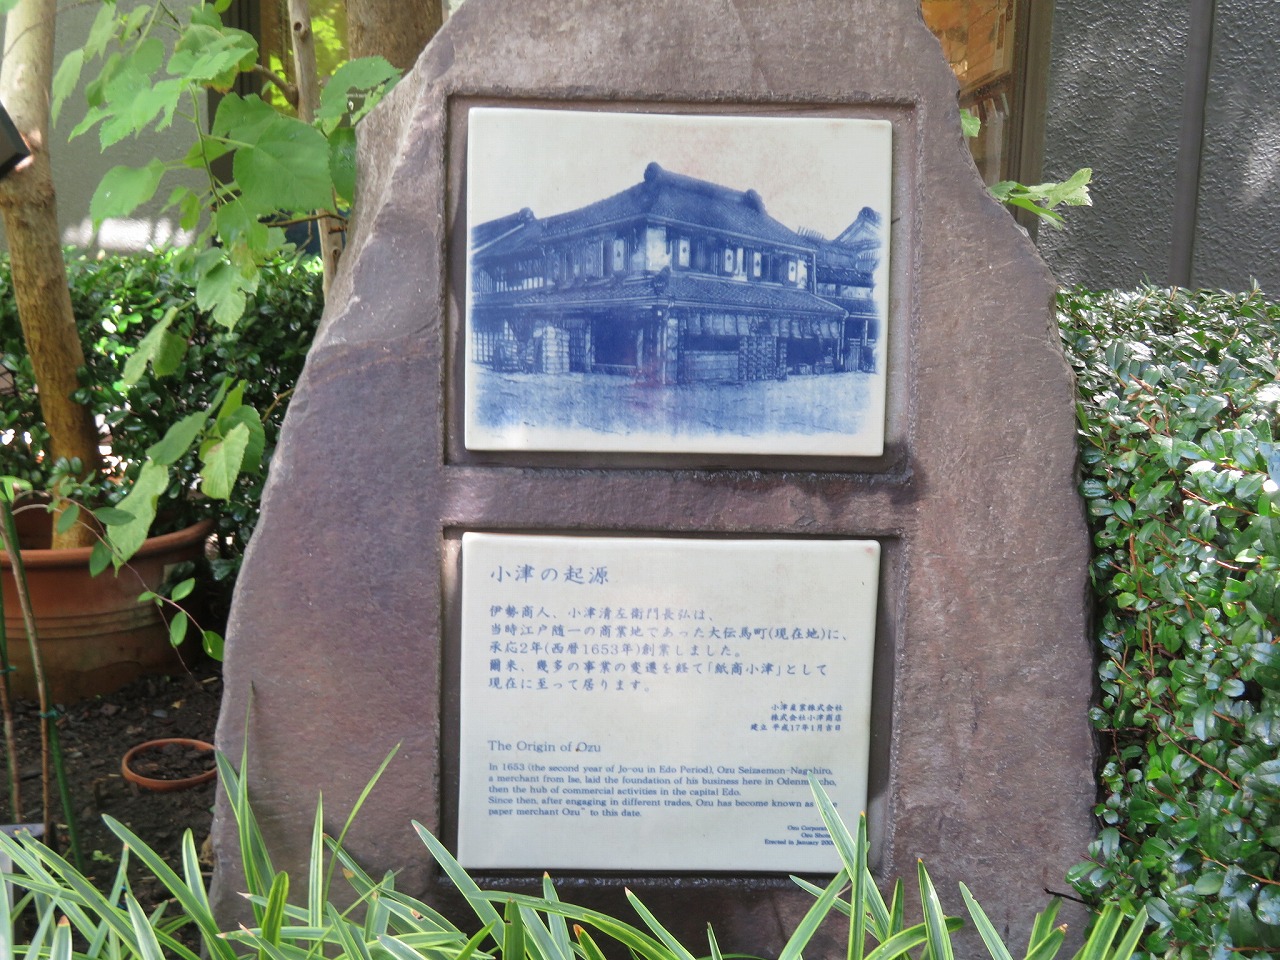 小津の起源
伊勢商人、小津清左衛門長弘は、
当時江戸随一の商業地であった大伝馬町(現在地)に、
承応2年(西暦1653年)創業しました。
爾来、幾多の事業の変遷を経て「紙商小津」として
現在に至って居ります。
小津産業株式会社
株式会社小津商店
建立 平成17年1月吉日
The Origin of Ozu
In 1653 (the second year of Jo-ou in Edo Period), Ozu Seizaemon Nagahiro,
a merchant from Ise, laid the foundation of his business here in
then the hub of commercial activities in the capital Edo.
Since then, after engaging in different trades, Ozu has become known as
paper merchant Ozu" to this date.
Ozu
Ozu
Erected in January